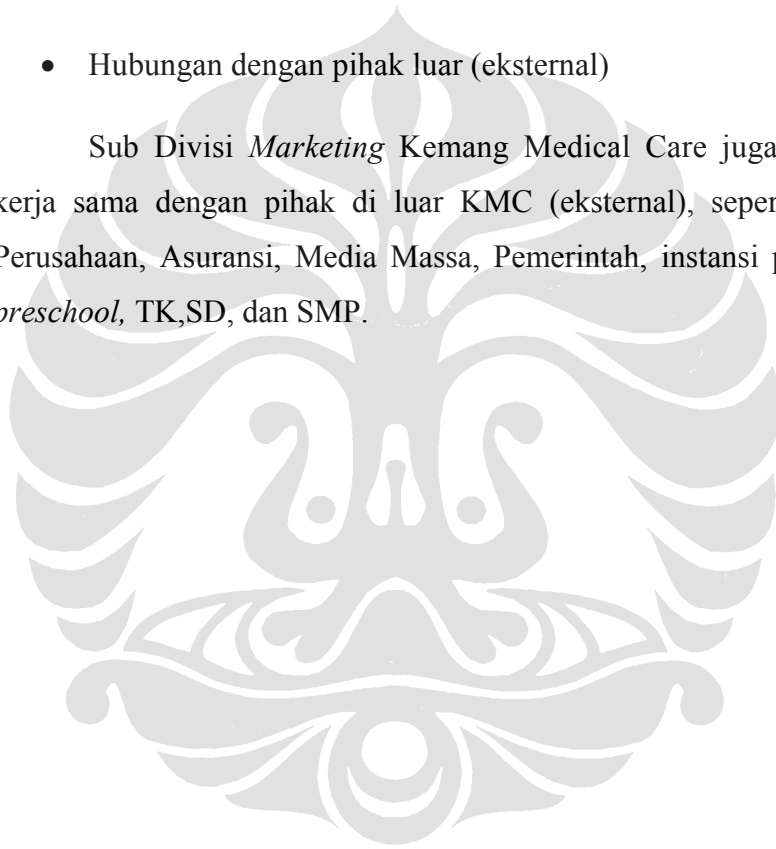 • Hubungan dengan pihak luar (eksternal)
Sub Divisi Marketing Kemang Medical Care juga
kerja sama dengan pihak di luar KMC (eksternal),
Perusahaan, Asuransi, Media Massa, Pemerintah, instansi
preschool, TK,SD, dan SMP.